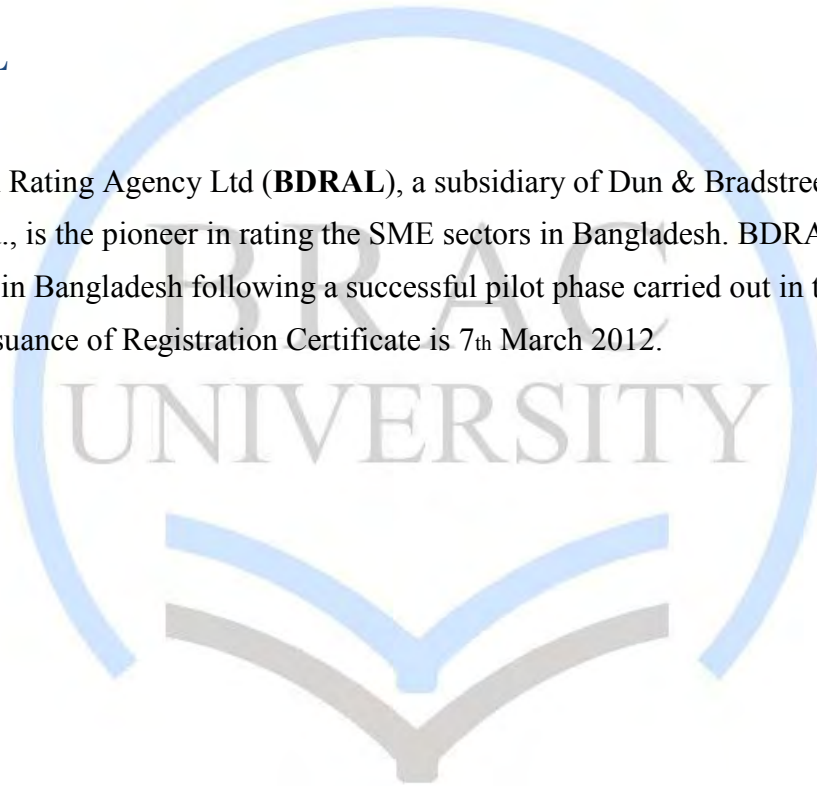 L
Rating Agency Ltd (BDRAL), a subsidiary of Dun & Bradstree
., is the pioneer in rating the SME sectors in Bangladesh. BDRA
in Bangladesh following a successful pilot phase carried out in t
suance of Registration Certificate is 7th March 2012.
BRAC
UNIVERSITY